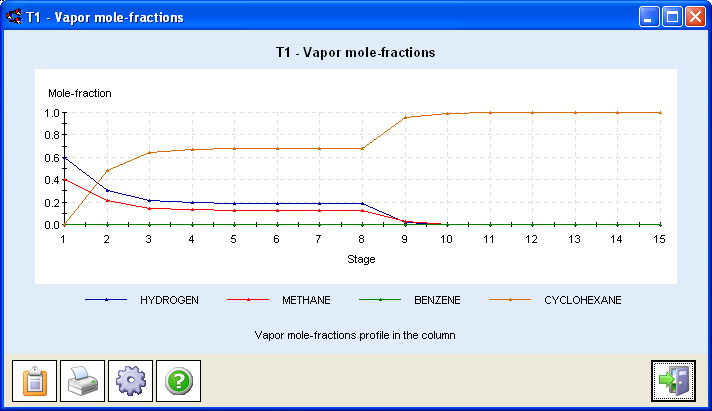 T1 - Vapor mole-fractions
T1 - Vapor mole-fractions
Mole-fraction
1.0
0.8
0.6
0.4
0.2
0.0
1 2 3 4 5 6 7 8 9 10 11 12 13 14 15
Stage
HYDROGEN METHANE BENZENE CYCLOHEXANE
Vapor mole-fractions profile in the column